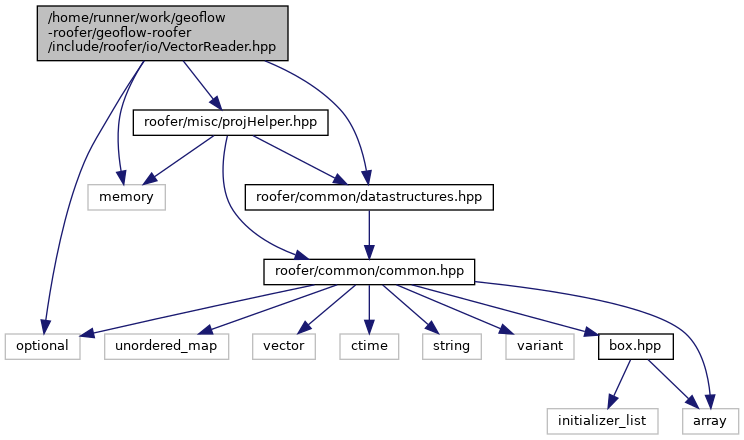 /home/runner/work/geoflow
-roofer/geoflow-roofer
/include/roofer/io/VectorReader.hpp
roofer/misc/projHelper.hpp
memory
roofer/common/datastructures.hpp
roofer/common/common.hpp
optional
unordered_map
vector
ctime
string
variant
box.hpp
initializer_list
array